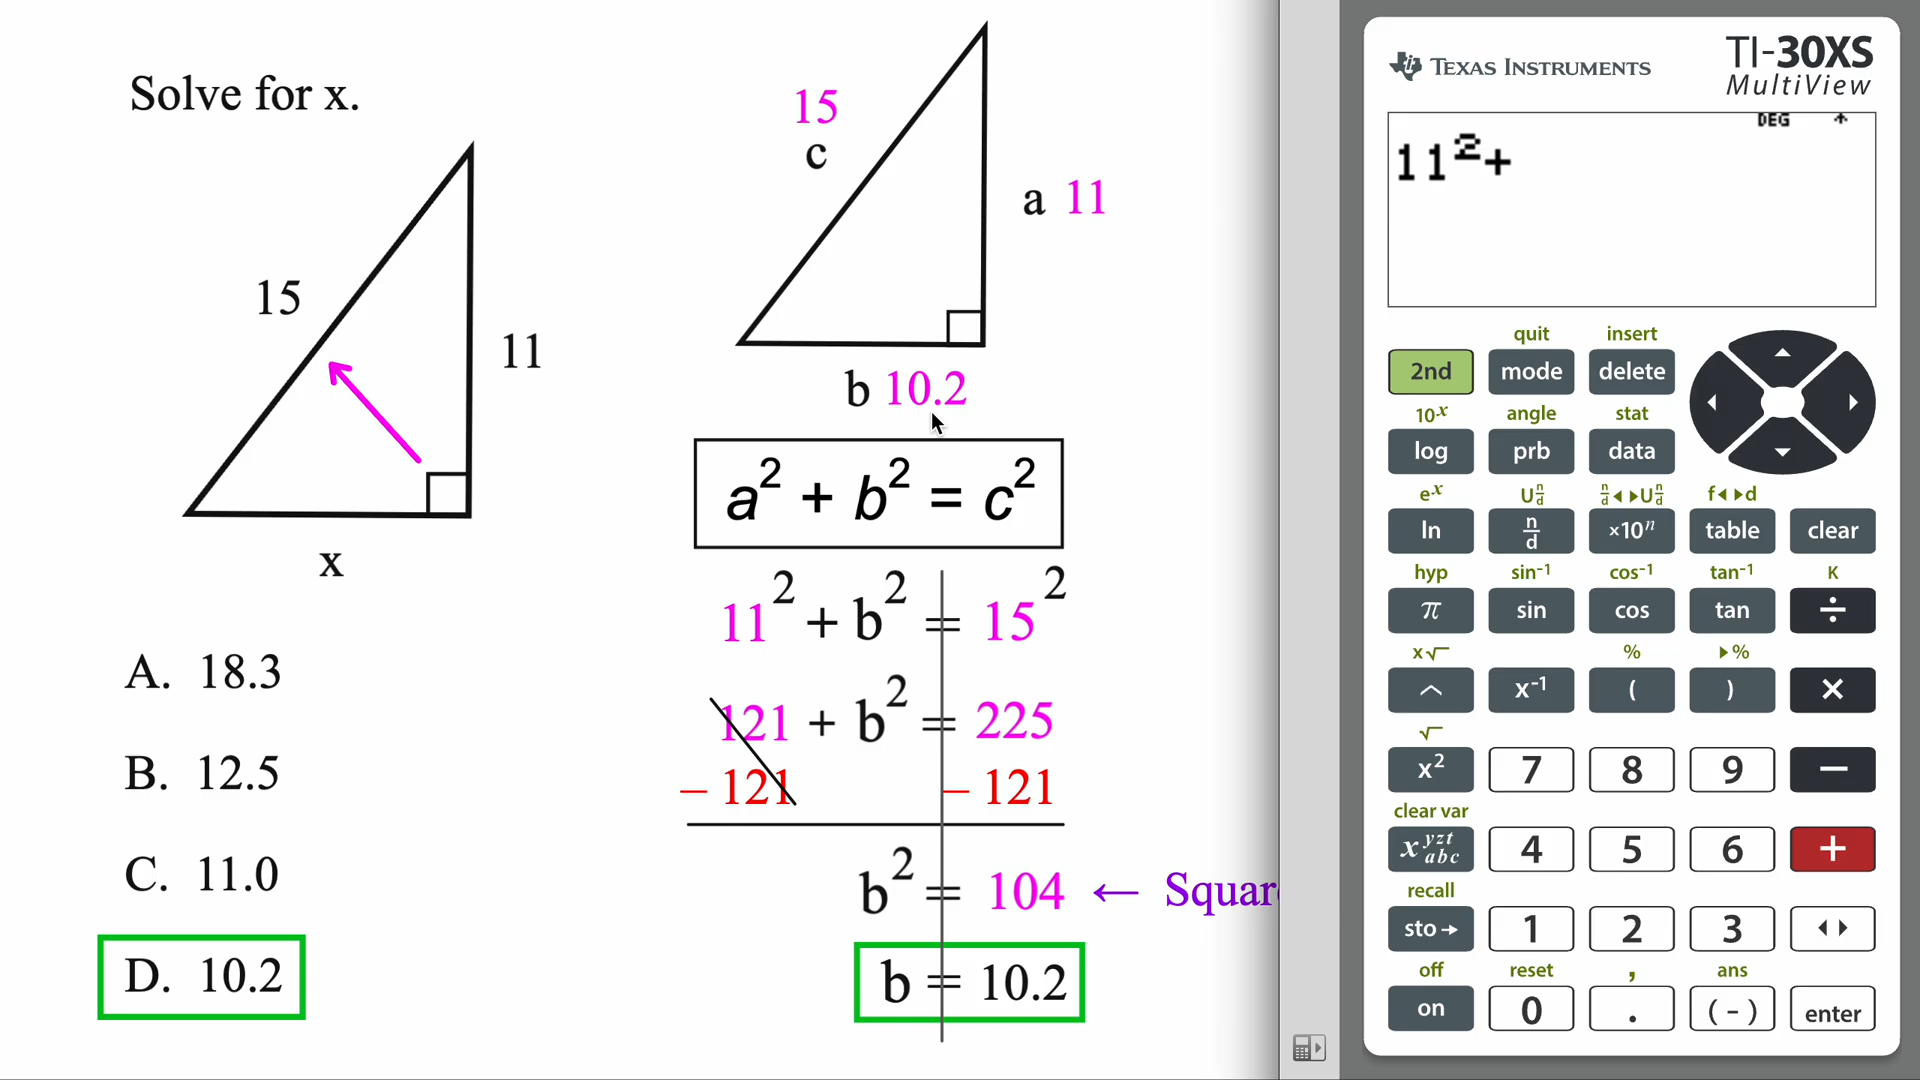 Solve for x.
15
11
x
A. 18.3
B. 12.5
C. 11.0
D. 10.2
15
c
a 11
b 10.2
a² + b² = c²
11² + b² = 15²
121 + b² = 225
– 121 – 121
b² = 104 ← Squar
b = 10.2
TEXAS INSTRUMENTS
TI-30XS
MultiView
DEG
11²+
quit insert
2nd mode delete
10ˣ angle stat
log prb data
eˣ U n/d n/d ◄►U n/d f◄►d
ln n/d ×10ⁿ table clear
hyp sin⁻¹ cos⁻¹ tan⁻¹ K
π sin cos tan ÷
x√ % ►%
^ x⁻¹ ( ) ×
√
x² 7 8 9 −
clear var
x yzt abc 4 5 6 +
recall
sto→ 1 2 3 ◄►
off reset , ans
on 0 . (-) enter